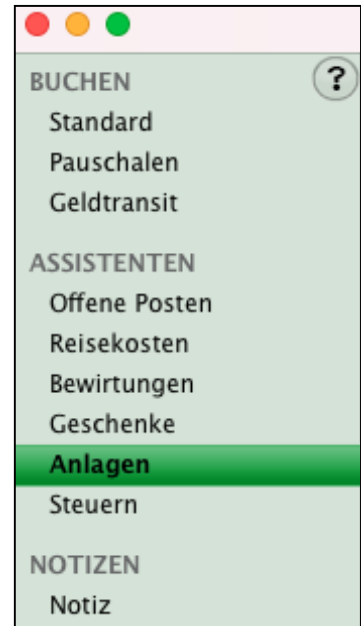 BUCHEN
?
Standard
Pauschalen
Geldtransit
ASSISTENTEN
Offene Posten
Reisekosten
Bewirtungen
Geschenke
Anlagen
Steuern
NOTIZEN
Notiz